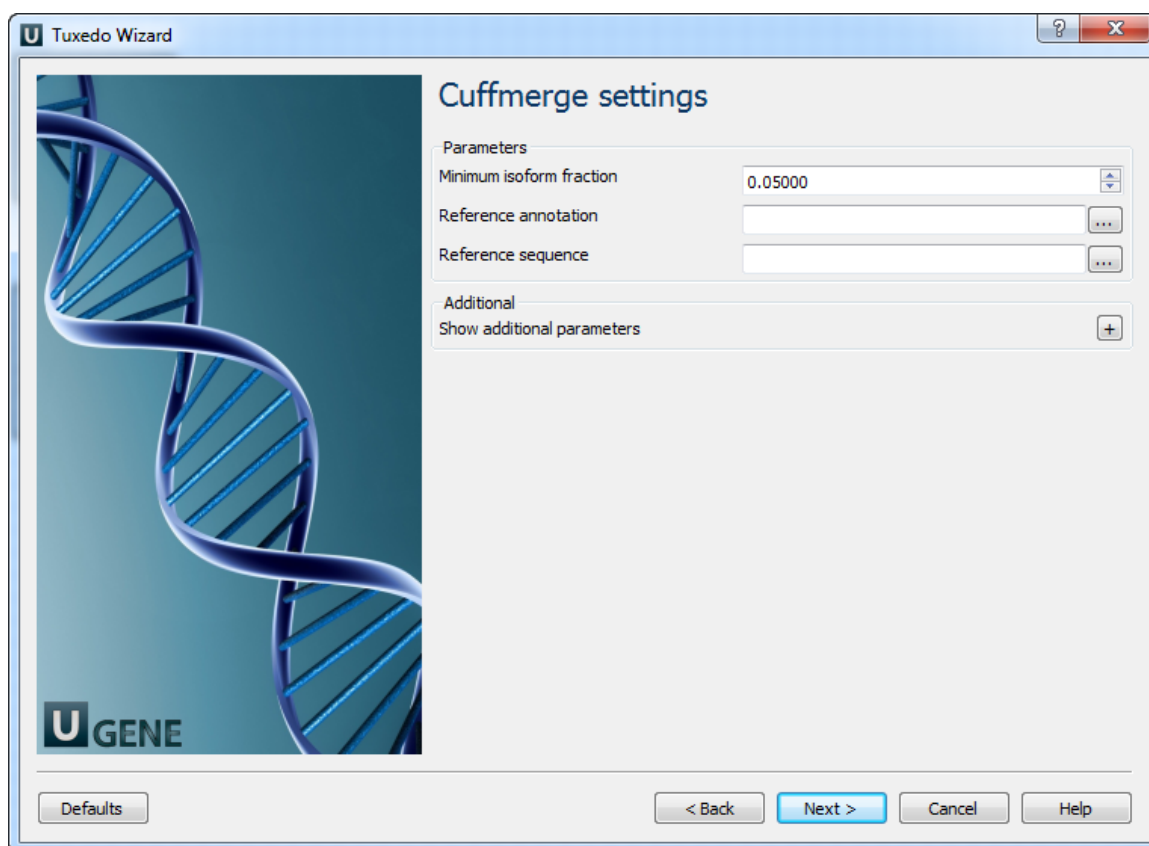 U Tuxedo Wizard ? X
Cuffmerge settings
Parameters
Minimum isoform fraction 0.05000
Reference annotation ...
Reference sequence ...
Additional
Show additional parameters +
U GENE
Defaults < Back Next > Cancel Help